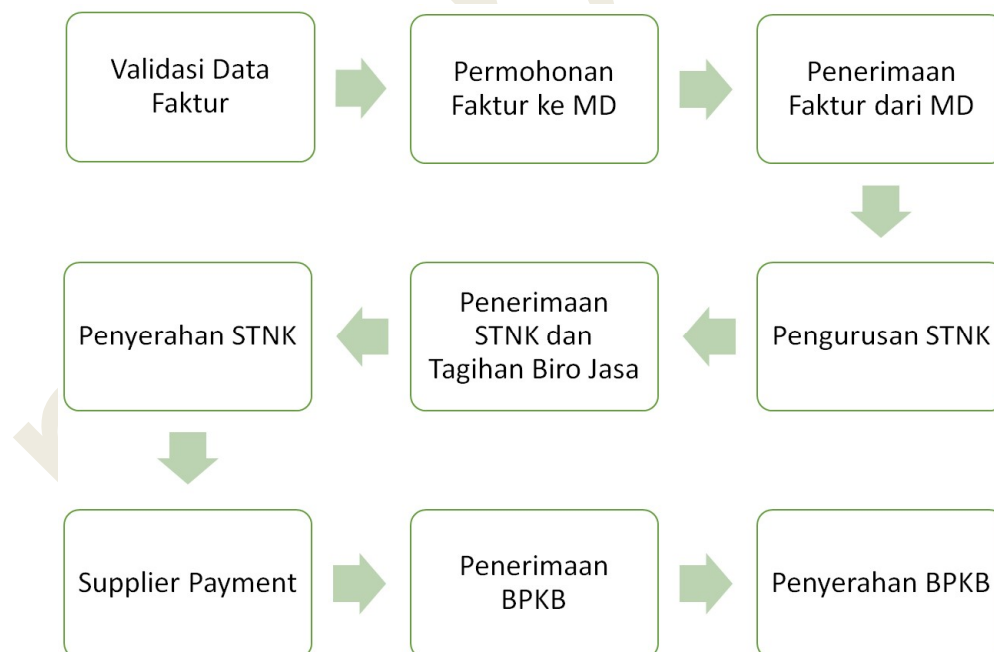 Validasi Data
Faktur
Permohonan
Faktur ke MD
Penerimaan
Faktur dari MD
Pengurusan STNK
Penerimaan
STNK dan
Tagihan Biro Jasa
Penyerahan STNK
Supplier Payment
Penerimaan
BPKB
Penyerahan BPKB